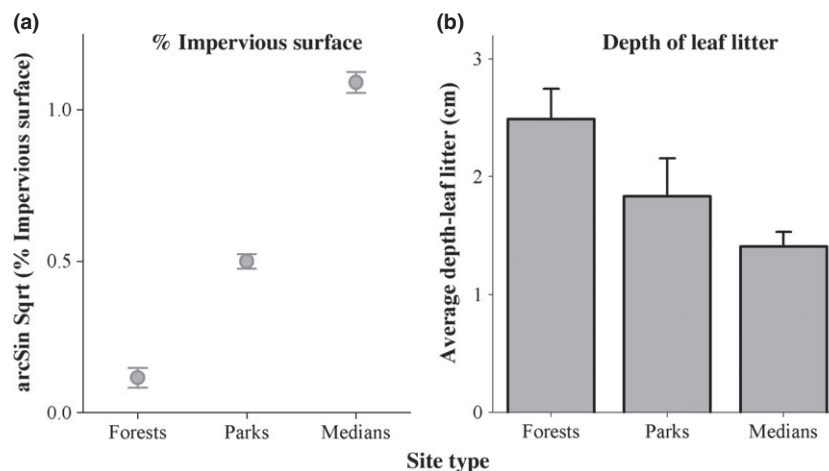 (a)
% Impervious surface
arcSin Sqrt (% Impervious surface)
1.0
0.5
0.0
Forests Parks Medians
(b)
Depth of leaf litter
Average depth-leaf litter (cm)
3
2
1
0
Forests Parks Medians
Site type